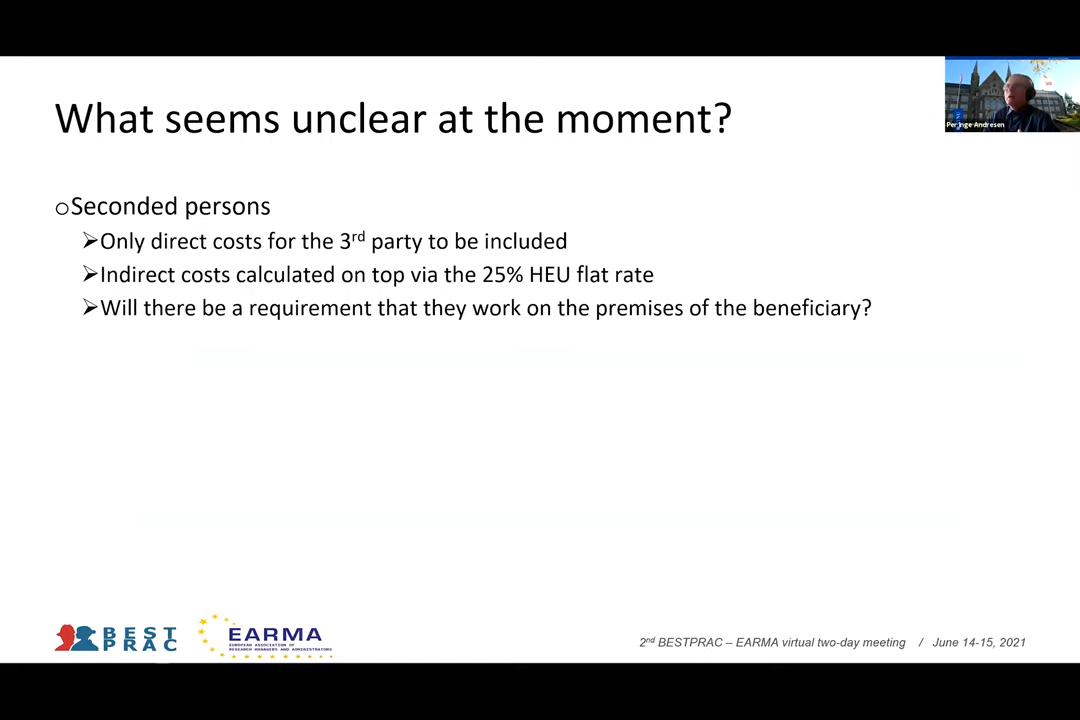 What seems unclear at the moment?
Per Inge Andresen
oSeconded persons
➢Only direct costs for the 3rd party to be included
➢Indirect costs calculated on top via the 25% HEU flat rate
➢Will there be a requirement that they work on the premises of the beneficiary?
BEST
PRAC
EARMA
EUROPEAN ASSOCIATION OF
RESEARCH MANAGERS AND ADMINISTRATORS
2nd BESTPRAC – EARMA virtual two-day meeting / June 14-15, 2021